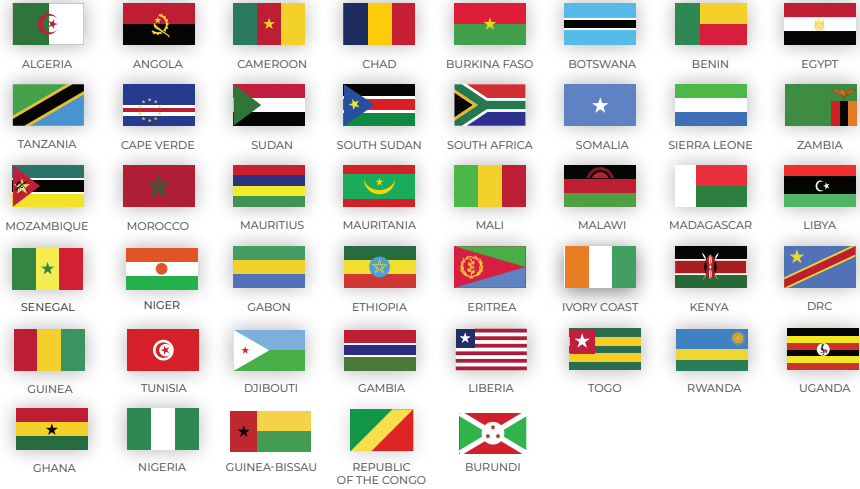 ALGERIA
ANGOLA
CAMEROON
CHAD
BURKINA FASO
BOTSWANA
BENIN
EGYPT
TANZANIA
CAPE VERDE
SUDAN
SOUTH SUDAN
SOUTH AFRICA
SOMALIA
SIERRA LEONE
ZAMBIA
MOZAMBIQUE
MOROCCO
MAURITIUS
MAURITANIA
MALI
MALAWI
MADAGASCAR
LIBYA
SENEGAL
NIGER
GABON
ETHIOPIA
ERITREA
IVORY COAST
KENYA
DRC
GUINEA
TUNISIA
DJIBOUTI
GAMBIA
LIBERIA
TOGO
RWANDA
UGANDA
GHANA
NIGERIA
GUINEA-BISSAU
REPUBLIC
OF THE CONGO
BURUNDI